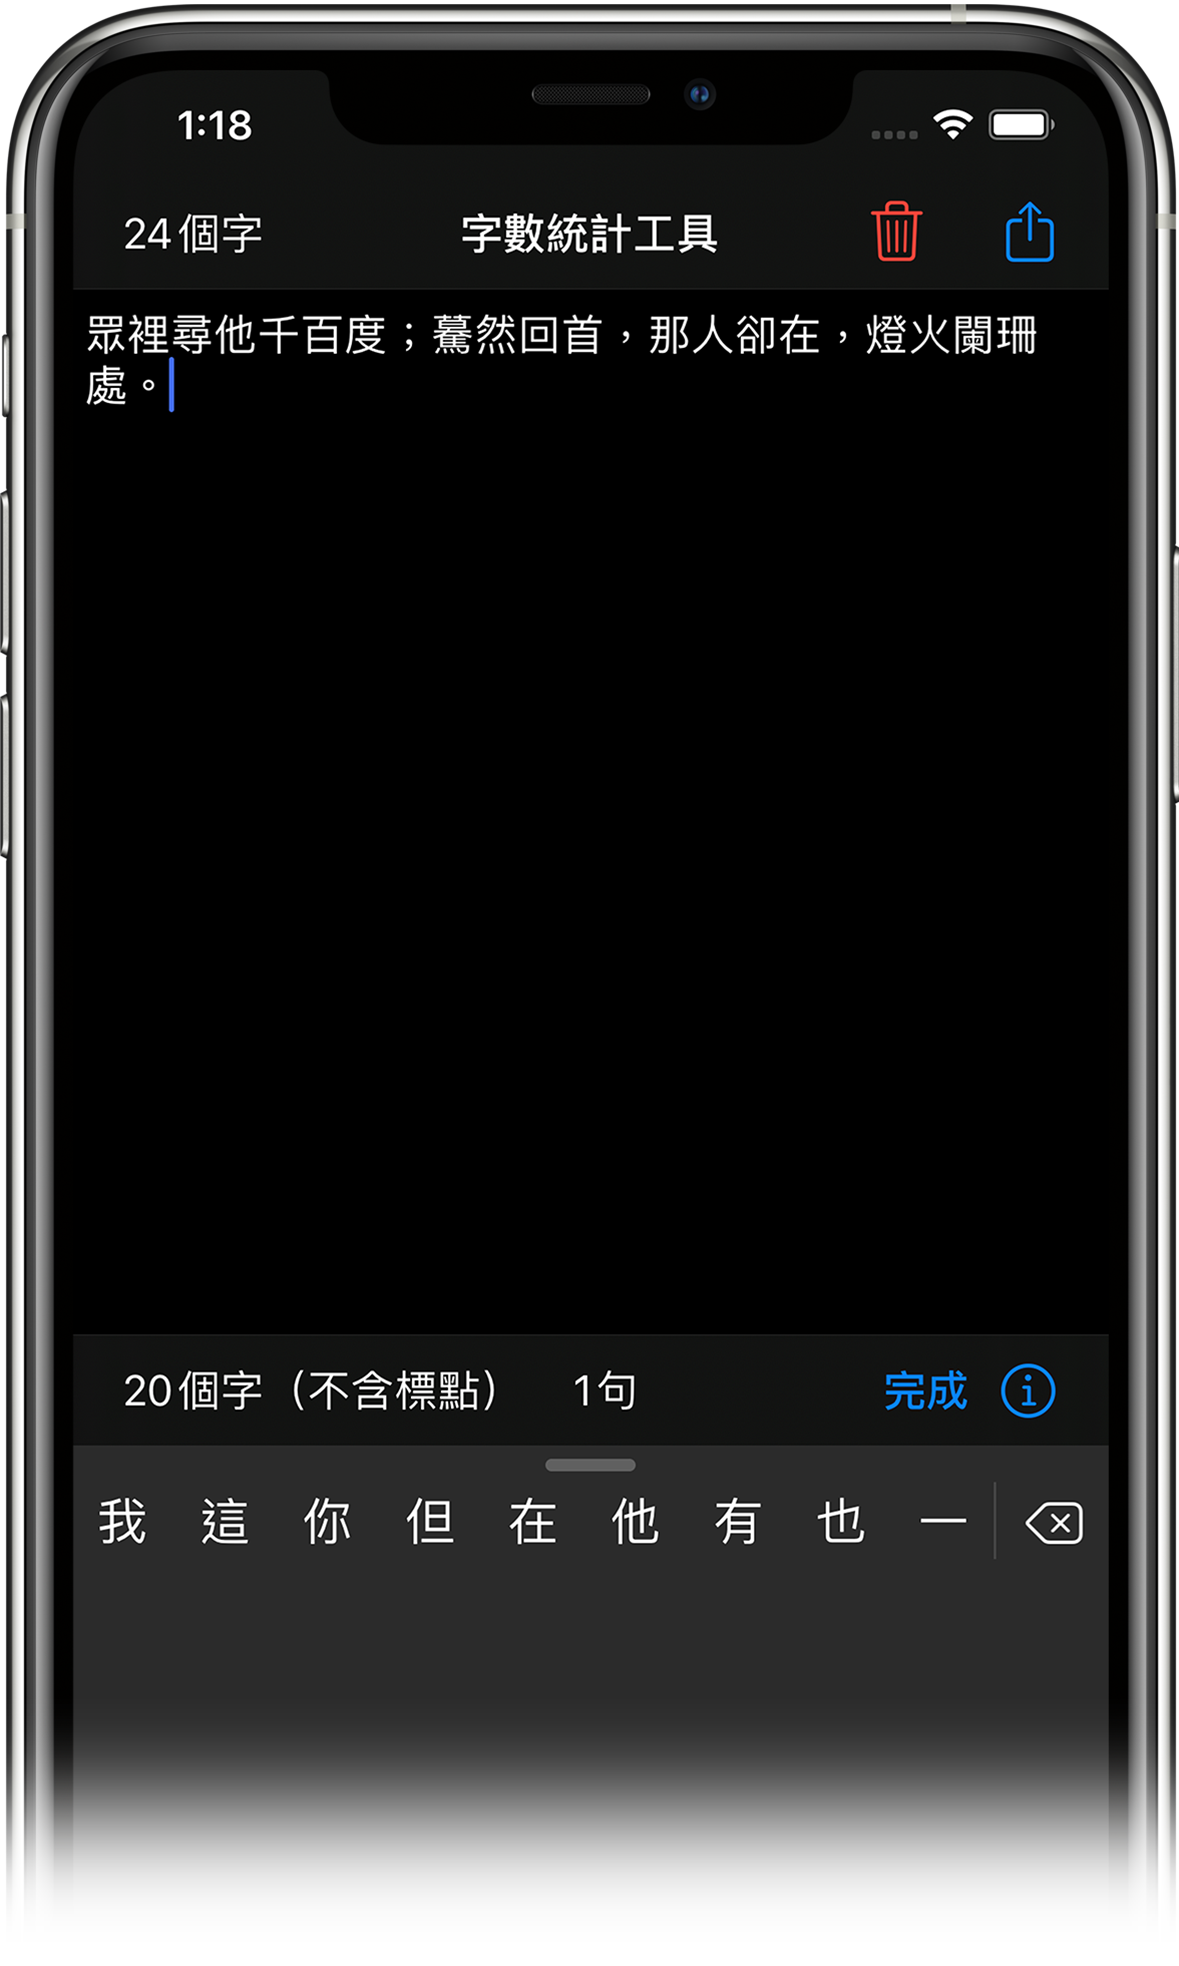 1:18
24個字 字數統計工具
眾裡尋他千百度；驀然回首，那人卻在，燈火闌珊
處。
20個字（不含標點） 1句 完成
我 這 你 但 在 他 有 也 一